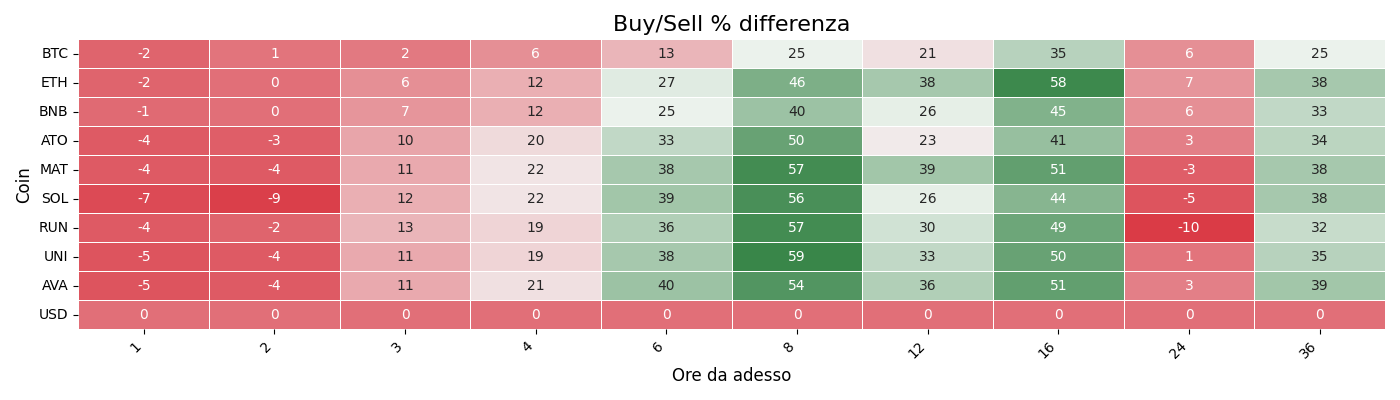 Buy/Sell % differenza
Coin
BTC -2 1 2 6 13 25 21 35 6 25
ETH -2 0 6 12 27 46 38 58 7 38
BNB -1 0 7 12 25 40 26 45 6 33
ATO -4 -3 10 20 33 50 23 41 3 34
MAT -4 -4 11 22 38 57 39 51 -3 38
SOL -7 -9 12 22 39 56 26 44 -5 38
RUN -4 -2 13 19 36 57 30 49 -10 32
UNI -5 -4 11 19 38 59 33 50 1 35
AVA -5 -4 11 21 40 54 36 51 3 39
USD 0 0 0 0 0 0 0 0 0 0
1 2 3 4 6 8 12 16 24 36
Ore da adesso